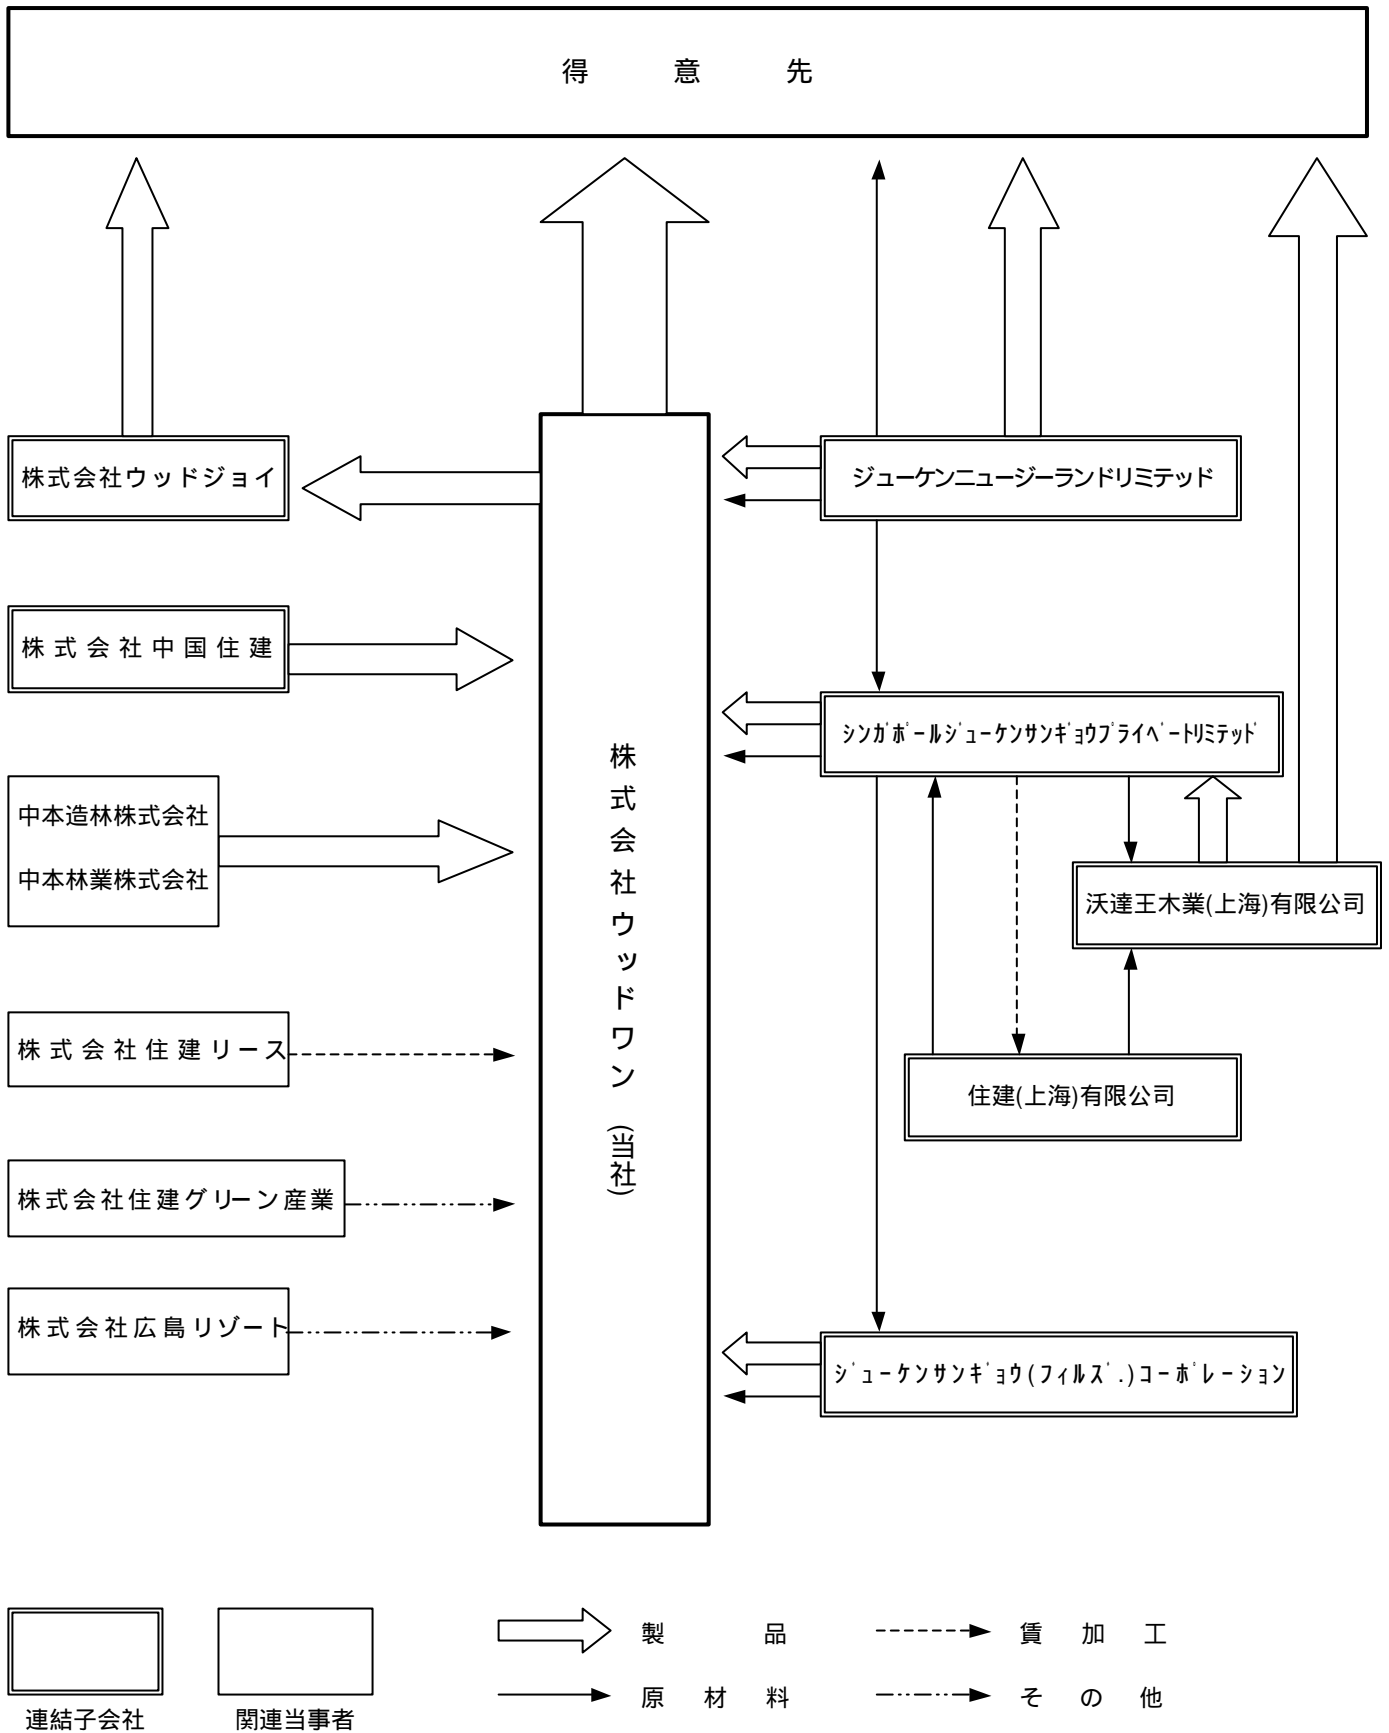 得意先
株式会社ウッドジョイ
ジューケンニュージーランドリミテッド
株式会社中国住建
シンガポールジューケンサンギョウプライベートリミテッド
株式会社ウッドワン(当社)
中本造林株式会社
中本林業株式会社
沃達王木業(上海)有限公司
株式会社住建リース
住建(上海)有限公司
株式会社住建グリーン産業
株式会社広島リゾート
ジューケンサンギョウ(フィルズ.)コーポレーション
製品
賃加工
原材料
その他
連結子会社
関連当事者